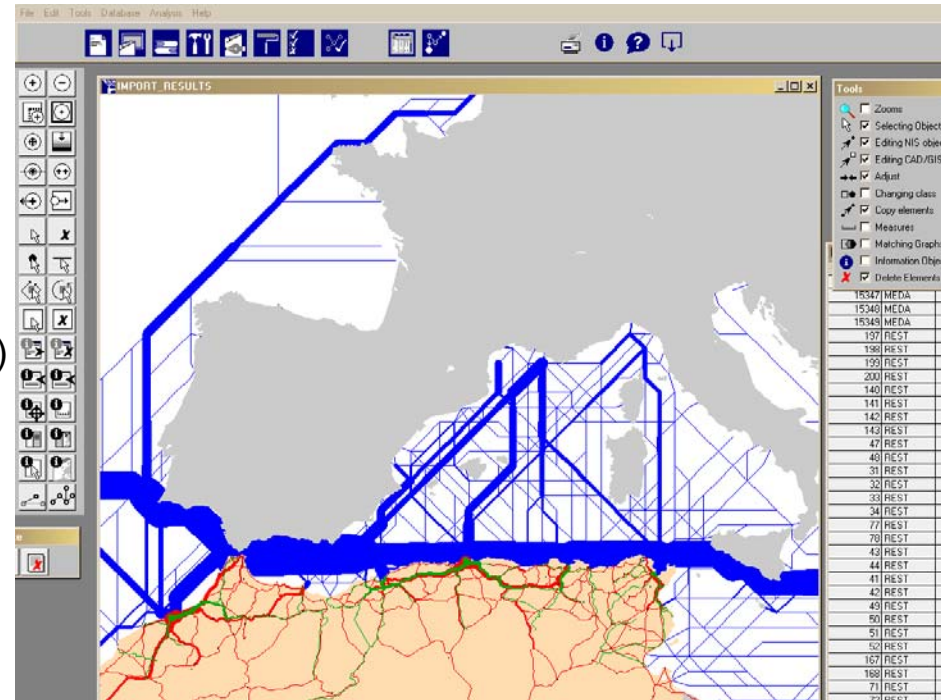 File Edit Tools Database Analysis Help
IMPORT_RESULTS
Tools
Zooms
Selecting Object
Editing NIS obje
Editing CAD/GIS
Adjust
Changing class
Copy elements
Measures
Matching Graph
Information Obje
Delete Elements
)
15347 MEDA
15348 MEDA
15349 MEDA
197 REST
198 REST
199 REST
200 REST
140 REST
141 REST
142 REST
143 REST
47 REST
48 REST
31 REST
32 REST
33 REST
34 REST
77 REST
78 REST
43 REST
44 REST
41 REST
42 REST
49 REST
50 REST
51 REST
52 REST
167 REST
168 REST
71 REST
72 REST